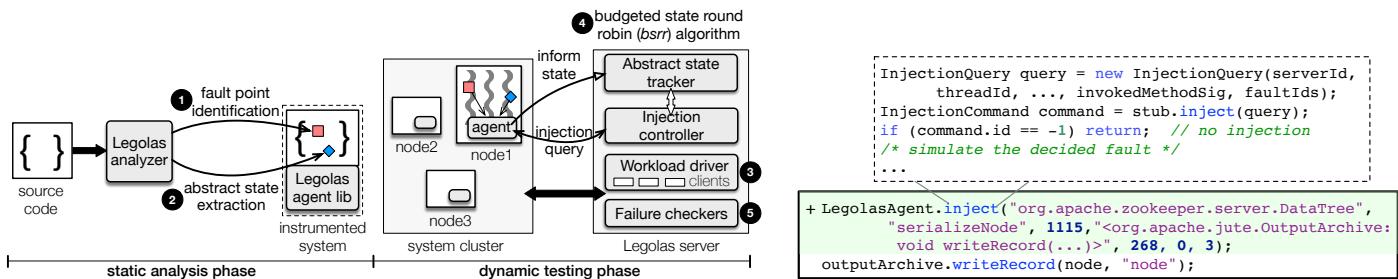 1
fault point
identification
{ }
source
code
Legolas
analyzer
2
abstract state
extraction
{ }
Legolas
agent lib
instrumented
system
static analysis phase
4
budgeted state round
robin (bsrr) algorithm
inform
state
node2
agent
node1
injection
query
node3
system cluster
Abstract state
tracker
Injection
controller
Workload driver
clients
3
Failure checkers
5
Legolas server
dynamic testing phase
InjectionQuery query = new InjectionQuery(serverId,
threadId, ..., invokedMethodSig, faultIds);
InjectionCommand command = stub.inject(query);
if (command.id == -1) return; // no injection
/* simulate the decided fault */
...
+ LegolasAgent.inject("org.apache.zookeeper.server.DataTree",
"serializeNode", 1115,"<org.apache.jute.OutputArchive:
void writeRecord(...)>", 268, 0, 3);
outputArchive.writeRecord(node, "node");